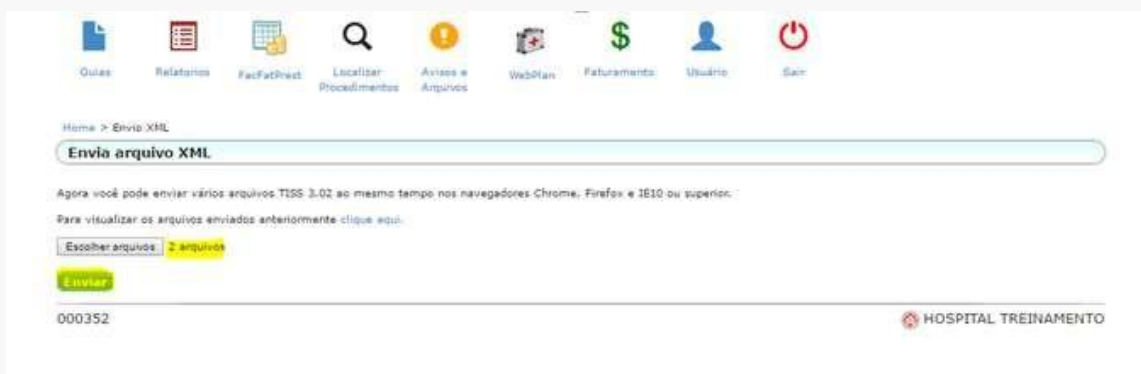 Guias Relatorios FacFatPrest Localizar Procedimentos Avisos e Arquivos WebPlan Faturamento Usuário Sair
Home > Envio XML
Envia arquivo XML
Agora você pode enviar vários arquivos TISS 3.02 ao mesmo tempo nos navegadores Chrome, Firefox e IE10 ou superior.
Para visualizar os arquivos enviados anteriormente clique aqui.
Escolher arquivos 2 arquivos
Enviar
000352 HOSPITAL TREINAMENTO